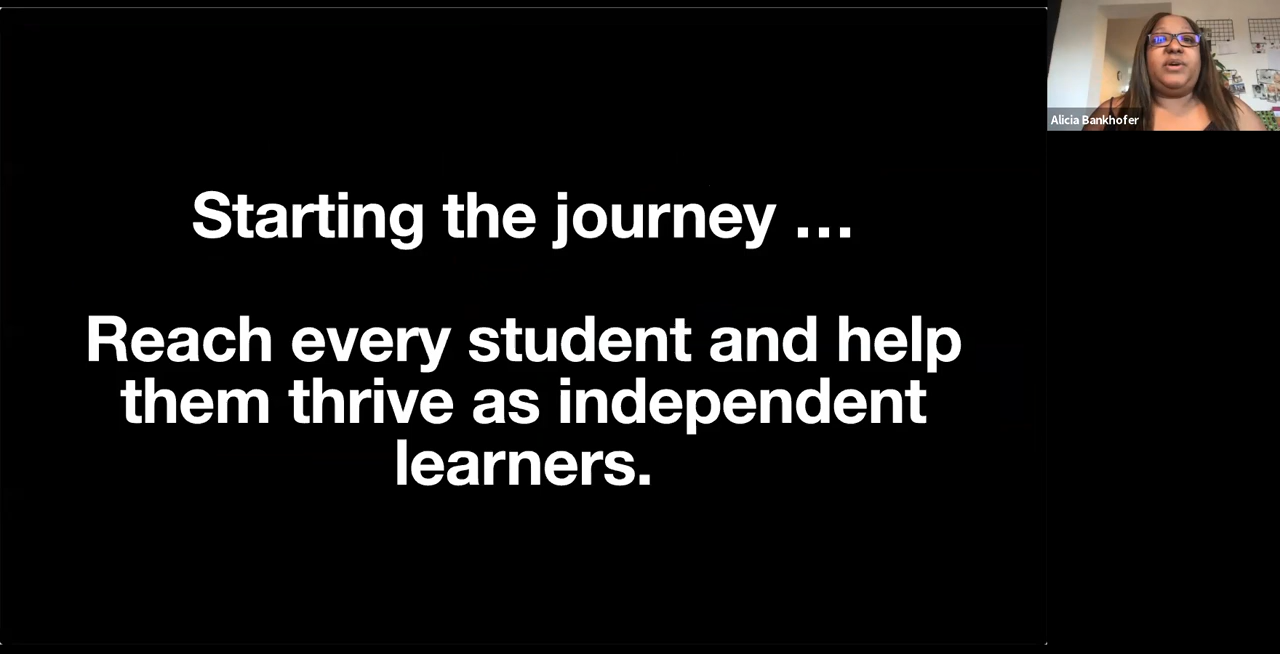 Starting the journey …
Reach every student and help
them thrive as independent
learners.
Alicia Bankhofer